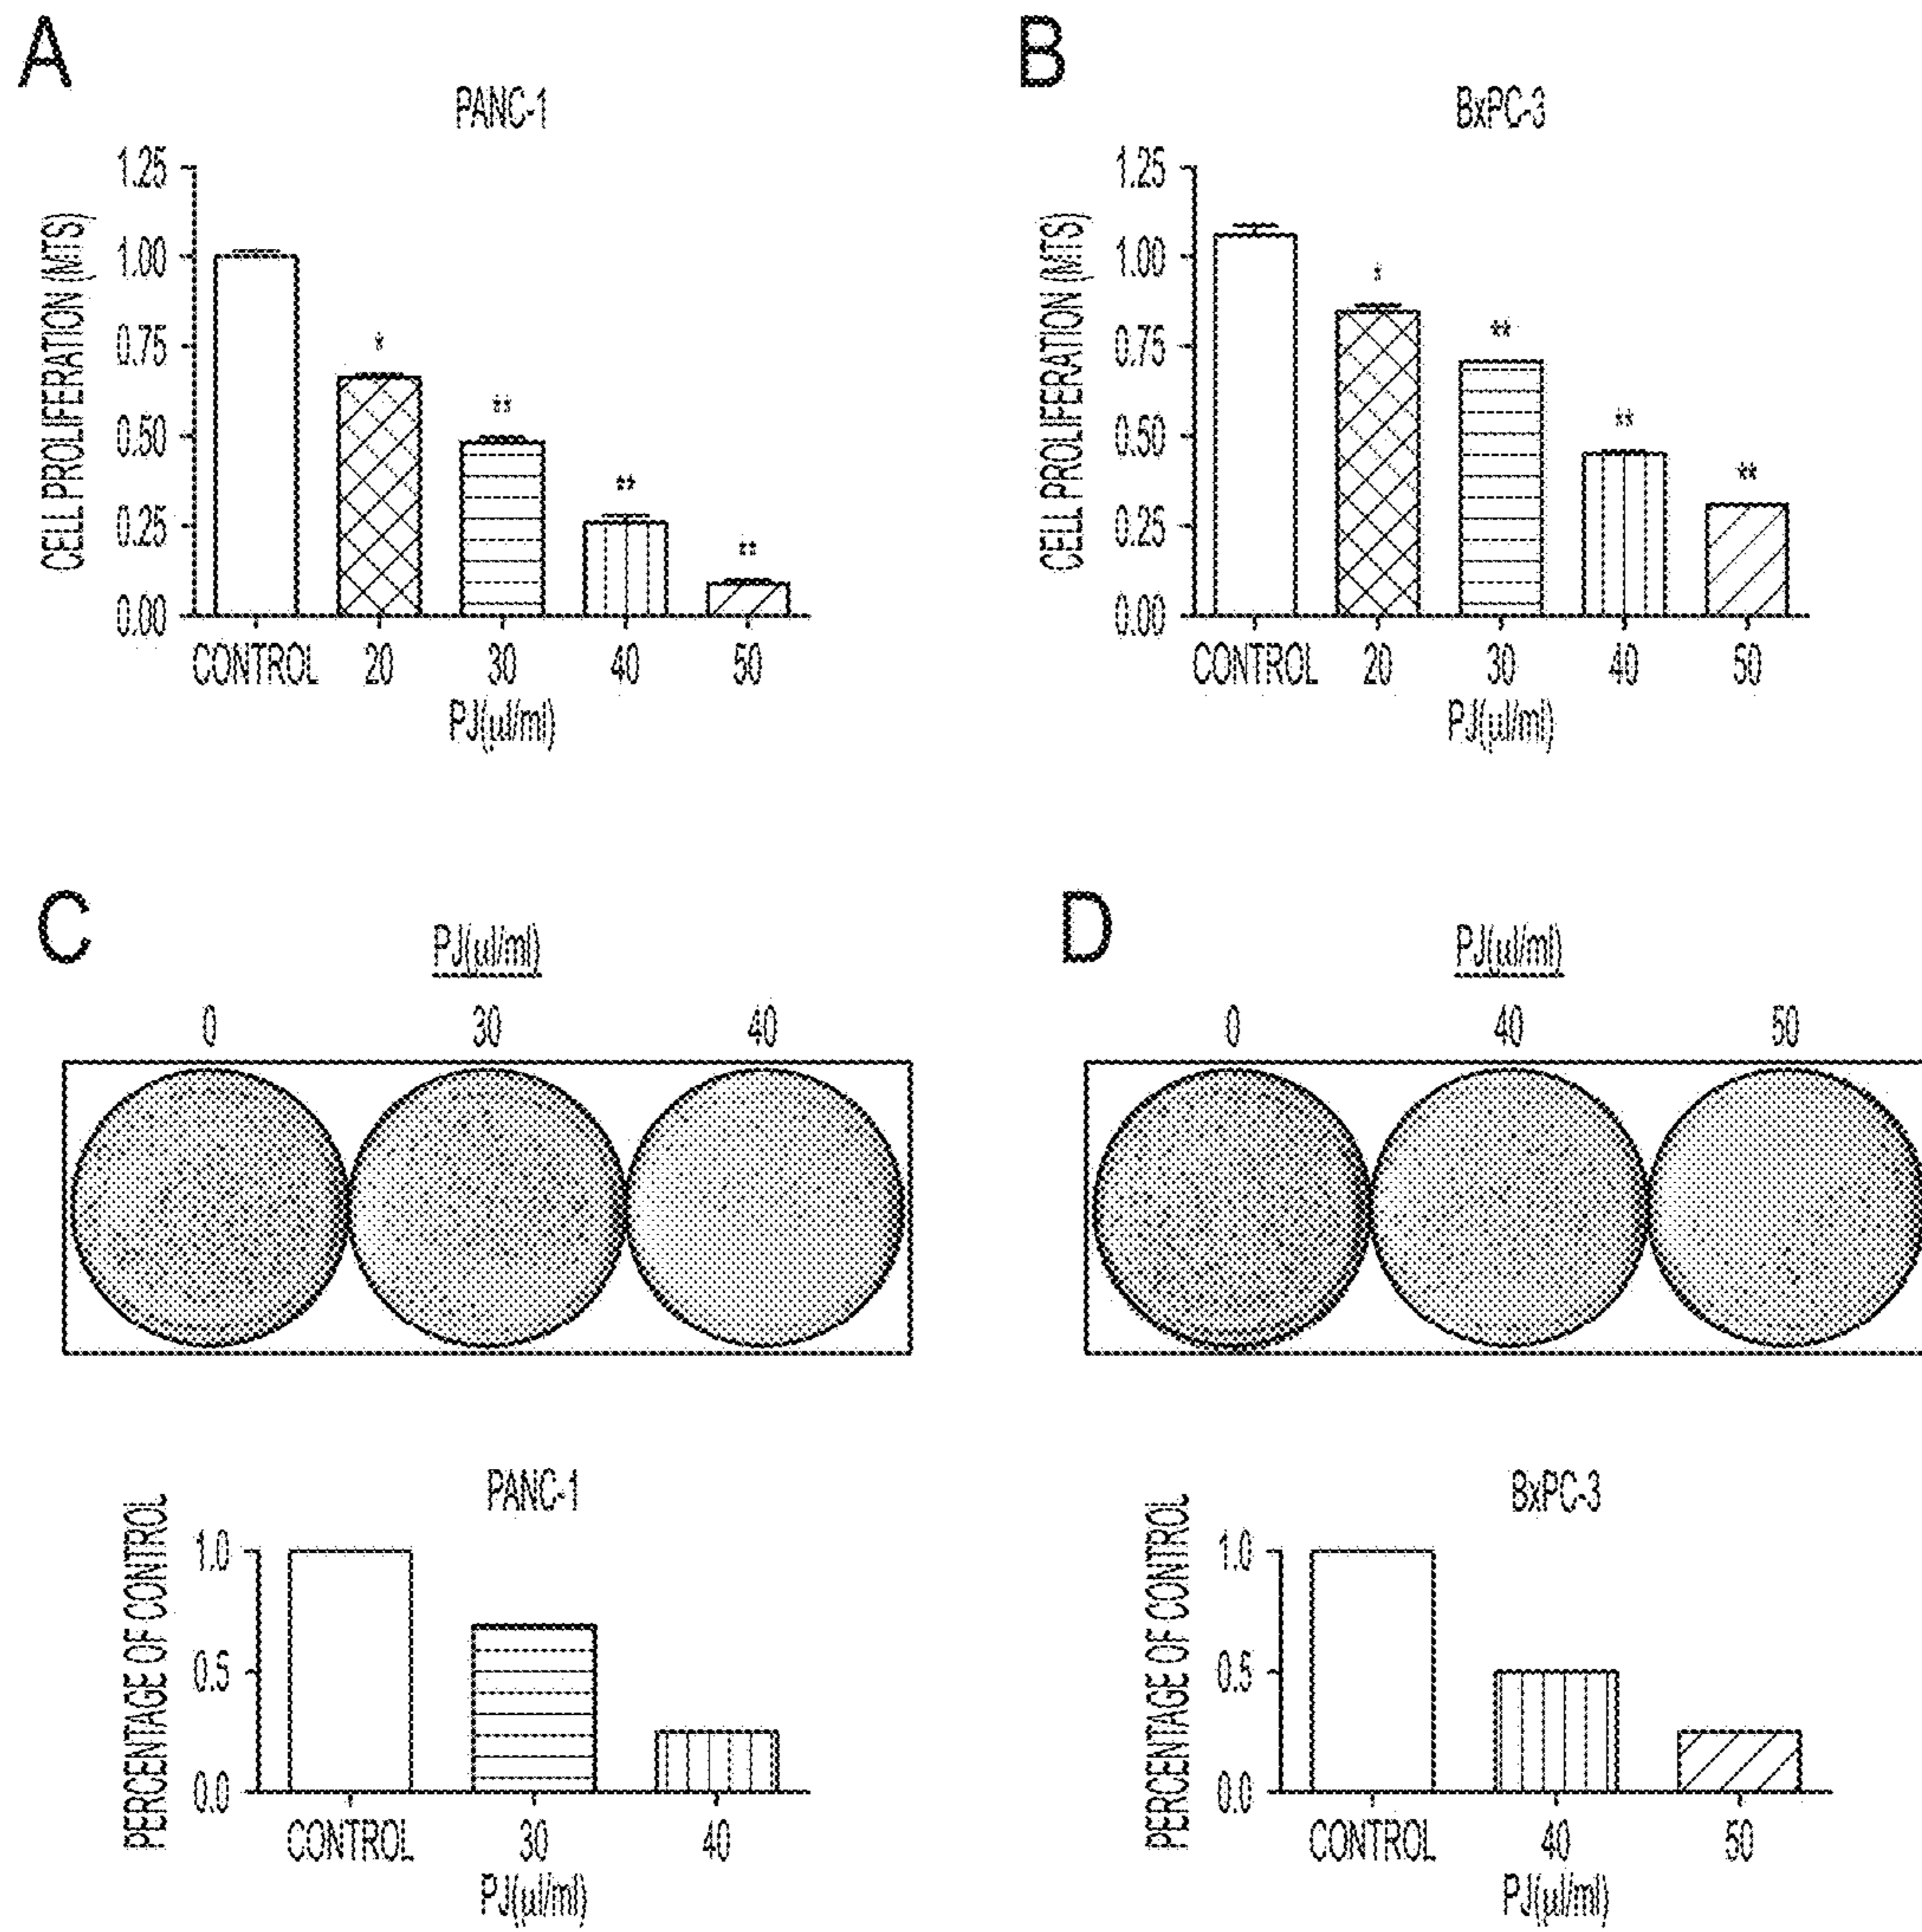 A
PANC-1
CELL PROLIFERATION (MTS)
1.25
1.00
0.75
0.50
0.25
0.00
*
**
**
**
CONTROL 20 30 40 50
PJ(µl/ml)
B
BxPC-3
CELL PROLIFERATION (MTS)
1.25
1.00
0.75
0.50
0.25
0.00
*
**
**
**
CONTROL 20 30 40 50
PJ(µl/ml)
C
PJ(µl/ml)
0 30 40
PANC-1
PERCENTAGE OF CONTROL
1.0
0.5
0.0
CONTROL 30 40
PJ(µl/ml)
D
PJ(µl/ml)
0 40 50
BxPC-3
PERCENTAGE OF CONTROL
1.0
0.5
0.0
CONTROL 40 50
PJ(µl/ml)